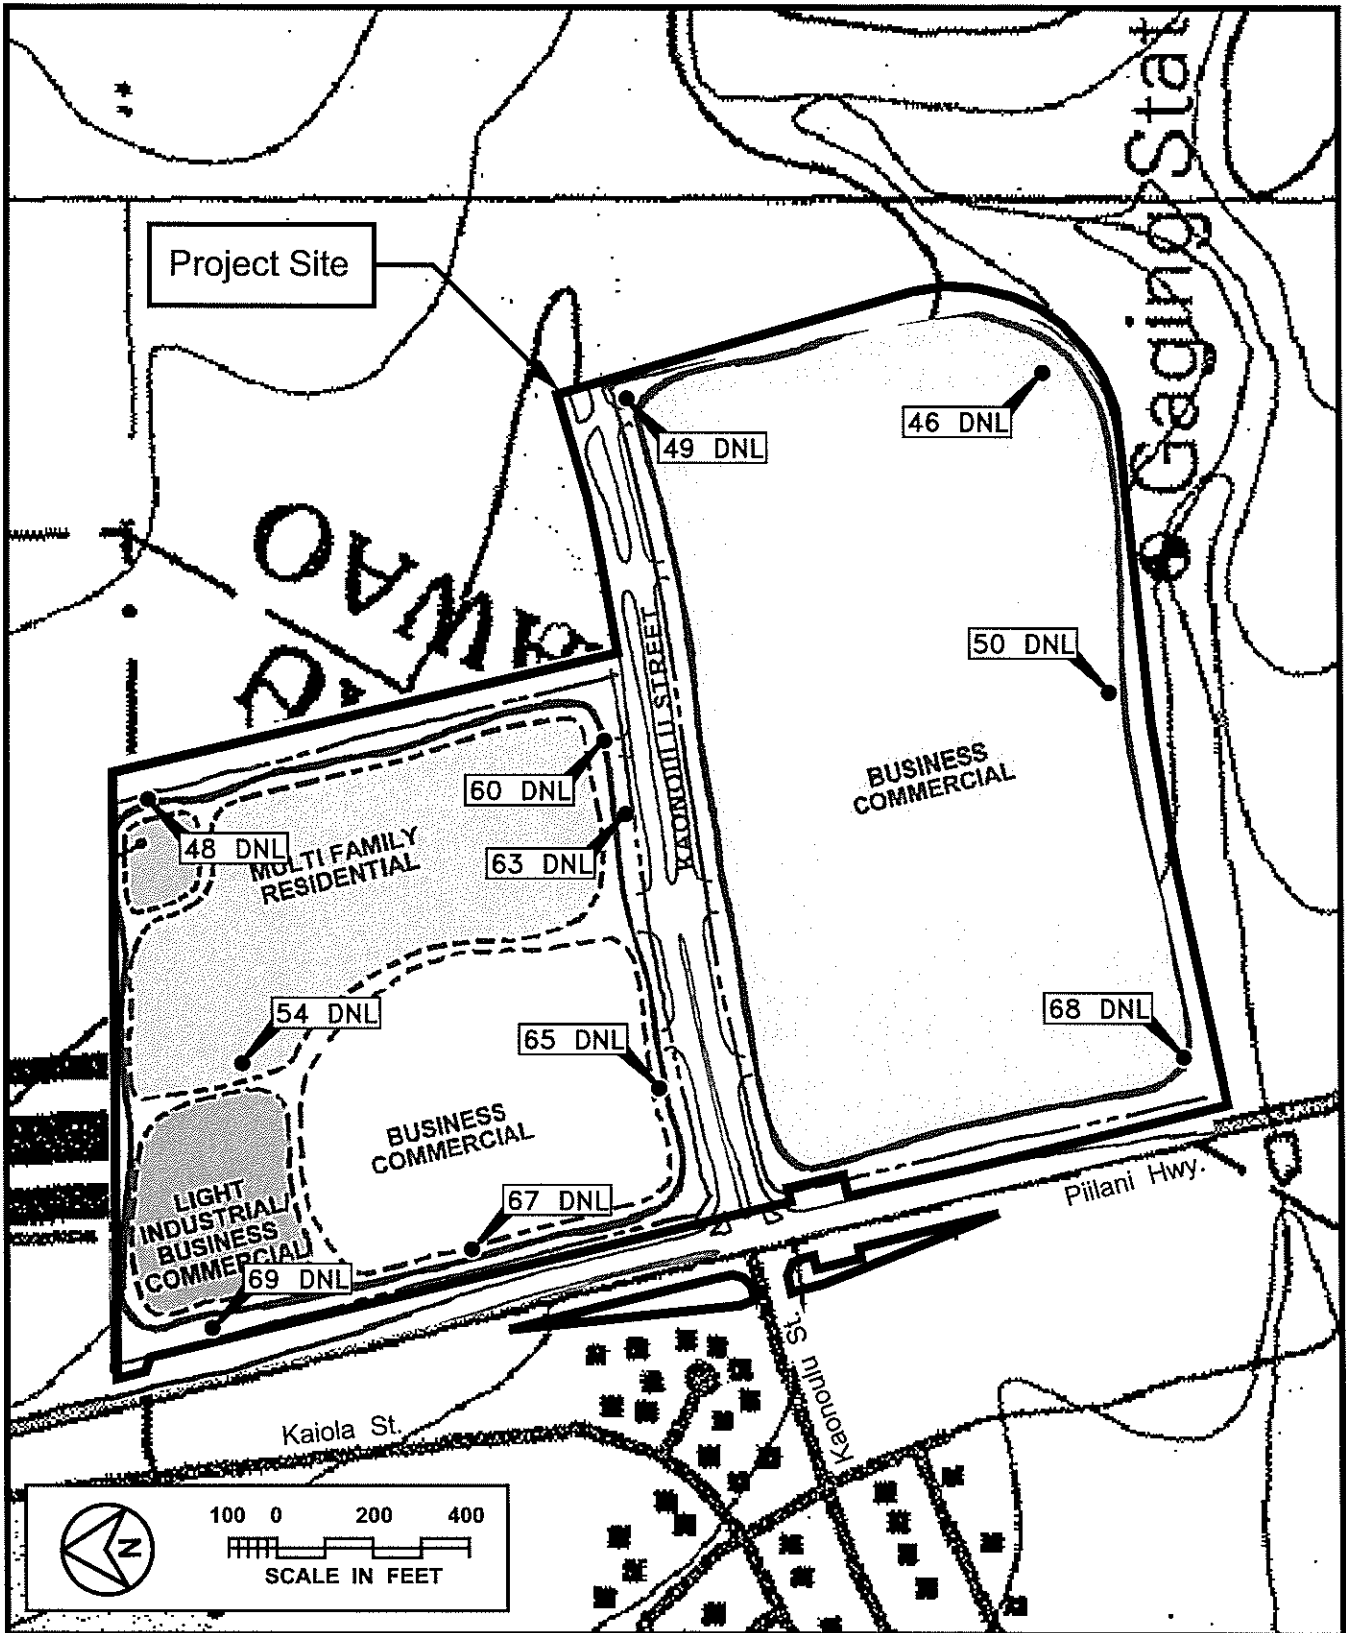 Gaging Stat
Project Site
46 DNL
49 DNL
KAONOULU STREET
50 DNL
BUSINESS
COMMERCIAL
60 DNL
48 DNL
63 DNL
MULTI FAMILY
RESIDENTIAL
54 DNL
65 DNL
68 DNL
BUSINESS
COMMERCIAL
LIGHT
INDUSTRIAL/
BUSINESS
COMMERCIAL
67 DNL
69 DNL
Piilani Hwy.
Kaonoulu St.
Kaiola St.
N
100 0 200 400
SCALE IN FEET